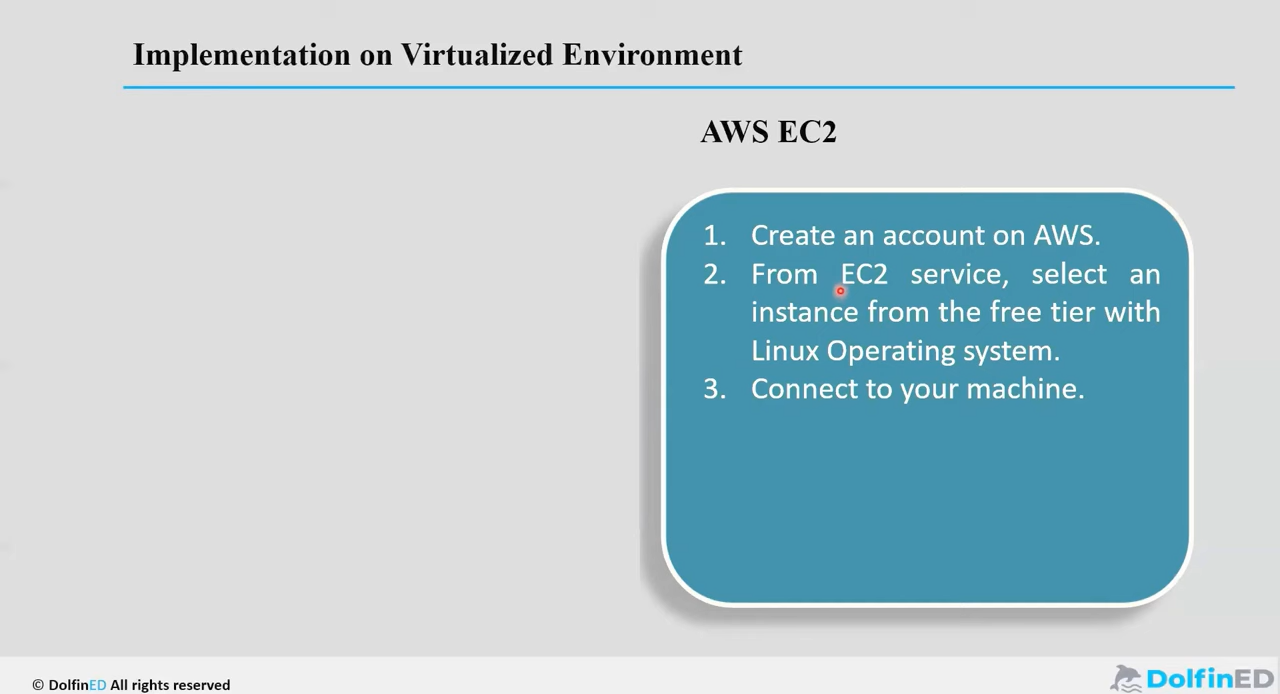 Implementation on Virtualized Environment
AWS EC2
1. Create an account on AWS.
2. From EC2 service, select an
instance from the free tier with
Linux Operating system.
3. Connect to your machine.
© DolfinED All rights reserved
DolfinED